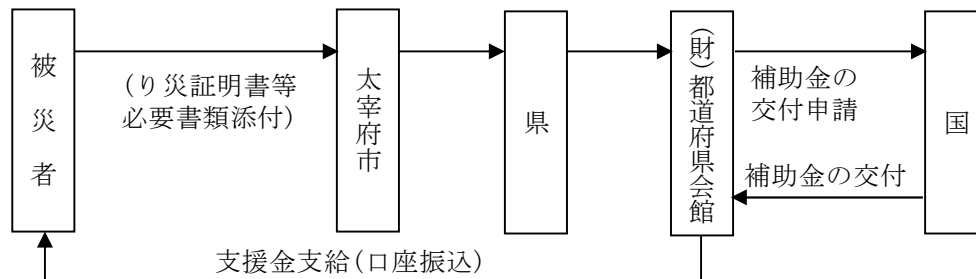 被災者
(り災証明書等
必要書類添付)
太宰府市
県
(財)都道府県会館
補助金の
交付申請
補助金の交付
国
支援金支給(口座振込)